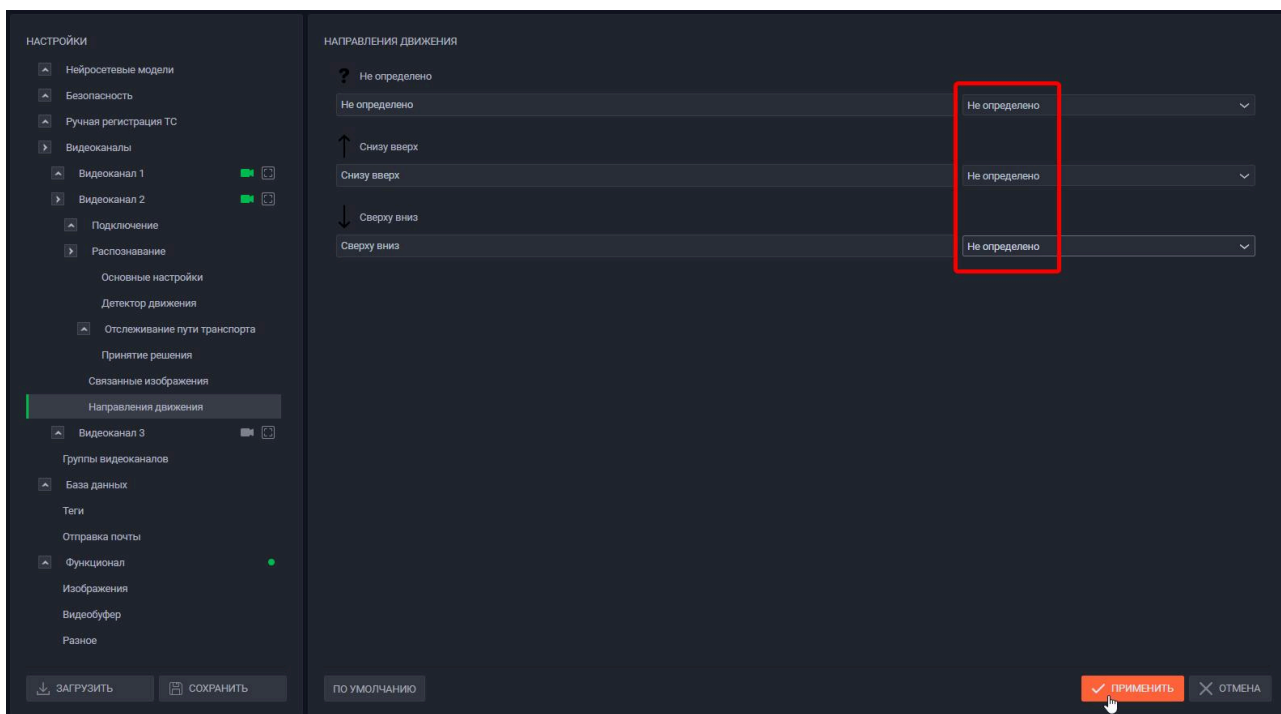 НАСТРОЙКИ
Нейросетевые модели
Безопасность
Ручная регистрация ТС
Видеоканалы
Видеоканал 1
Видеоканал 2
Подключение
Распознавание
Основные настройки
Детектор движения
Отслеживание пути транспорта
Принятие решения
Связанные изображения
Направления движения
Видеоканал 3
Группы видеоканалов
База данных
Теги
Отправка почты
Функционал
Изображения
Видеобуфер
Разное
ЗАГРУЗИТЬ
СОХРАНИТЬ
НАПРАВЛЕНИЯ ДВИЖЕНИЯ
? Не определено
Не определено
Не определено
Снизу вверх
Снизу вверх
Не определено
Сверху вниз
Сверху вниз
Не определено
ПО УМОЛЧАНИЮ
ПРИМЕНИТЬ
ОТМЕНА